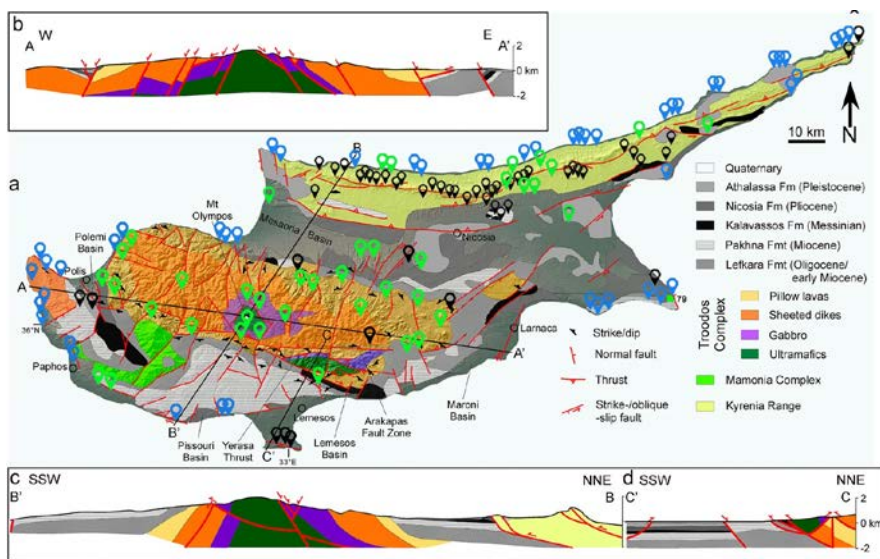 b
A W
E A'
2
0 km
-2
N
10 km
a
B
Mt
Olympos
Mesaoria Basin
Nicosia
Polemi
Basin
Polis
A
36°N
Paphos
C
A'
Larnaca
79
B'
Pissouri
Basin
Yerasa
Thrust
C'
33°E
Lemesos
Lemesos
Basin
Arakapas
Fault Zone
Maroni
Basin
Quaternary
Athalassa Fm (Pleistocene)
Nicosia Fm (Pliocene)
Kalavassos Fm (Messinian)
Pakhna Fmt (Miocene)
Lefkara Fmt (Oligocene/
early Miocene)
Strike/dip
Normal fault
Thrust
Strike-/oblique
-slip fault
Troodos
Complex
Pillow lavas
Sheeted dikes
Gabbro
Ultramafics
Mamonia Complex
Kyrenia Range
c SSW
B'
NNE
B
d SSW
C'
NNE
C
2
0 km
-2